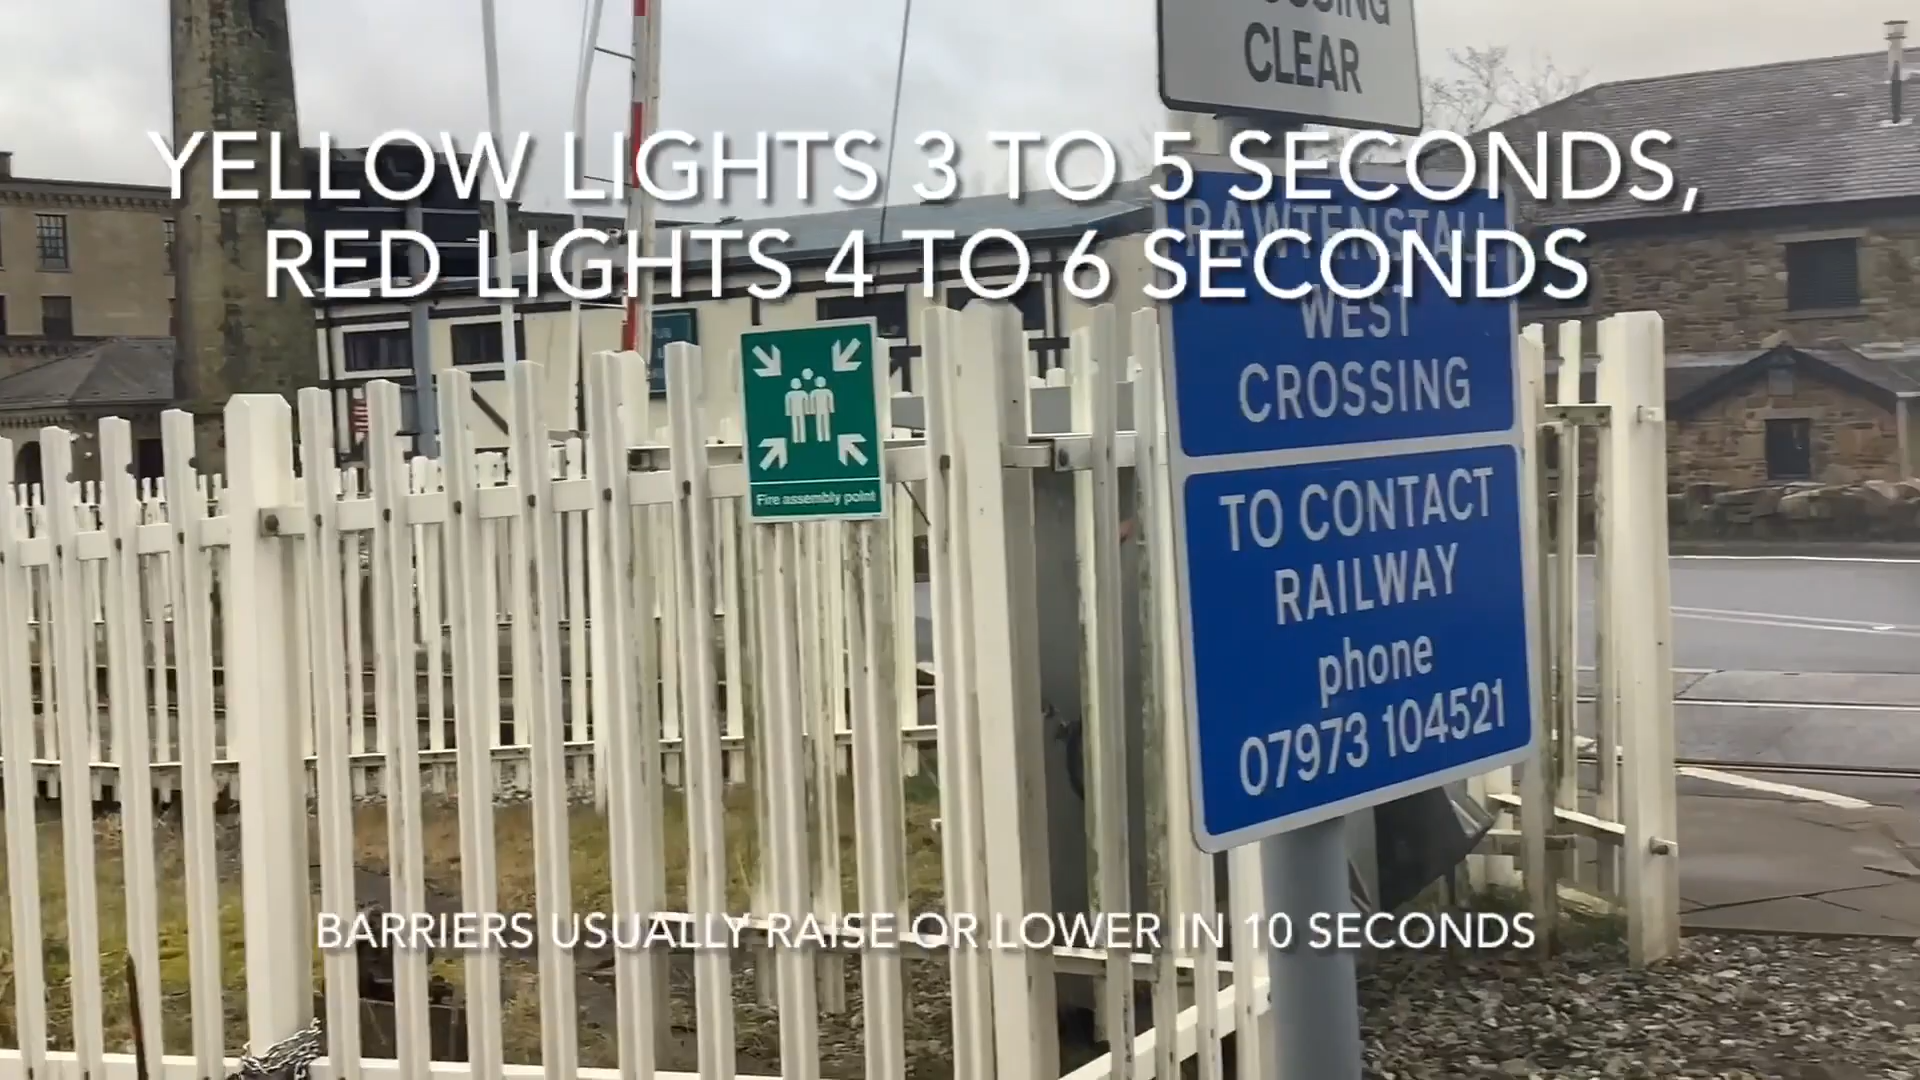 CLEAR
YELLOW LIGHTS 3 TO 5 SECONDS,
RED LIGHTS 4 TO 6 SECONDS
RAWTENSTALL
WEST
CROSSING
TO CONTACT
RAILWAY
phone
07973 104521
Fire assembly point
BARRIERS USUALLY RAISE OR LOWER IN 10 SECONDS